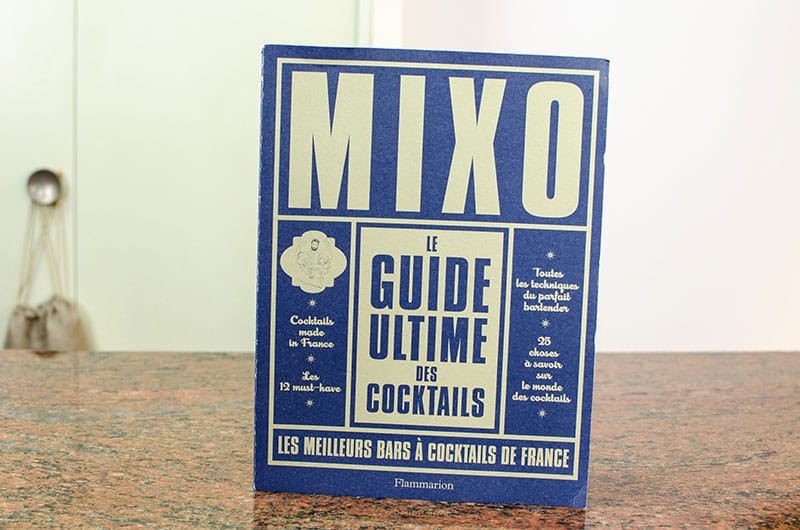 MIXO
LE
GUIDE
ULTIME
DES
COCKTAILS
Cocktails
made
in France
Les
12 must-have
Toutes
les techniques
du parfait
bartender
25
choses
à savoir
sur
le monde
des cocktails
LES MEILLEURS BARS À COCKTAILS DE FRANCE
Flammarion